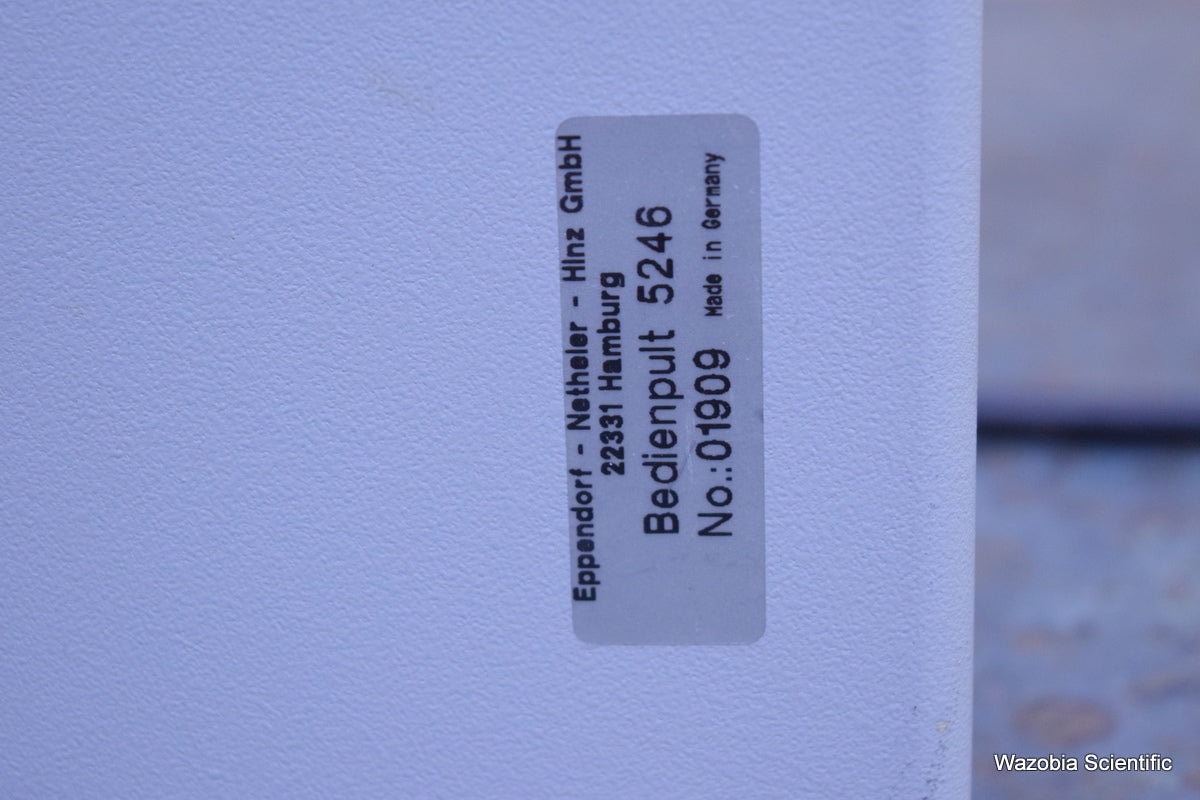 Eppendorf - Netheler - Hinz GmbH
22331 Hamburg
Bedienpult 5246
No.:01909 Made in Germany
Wazobia Scientific